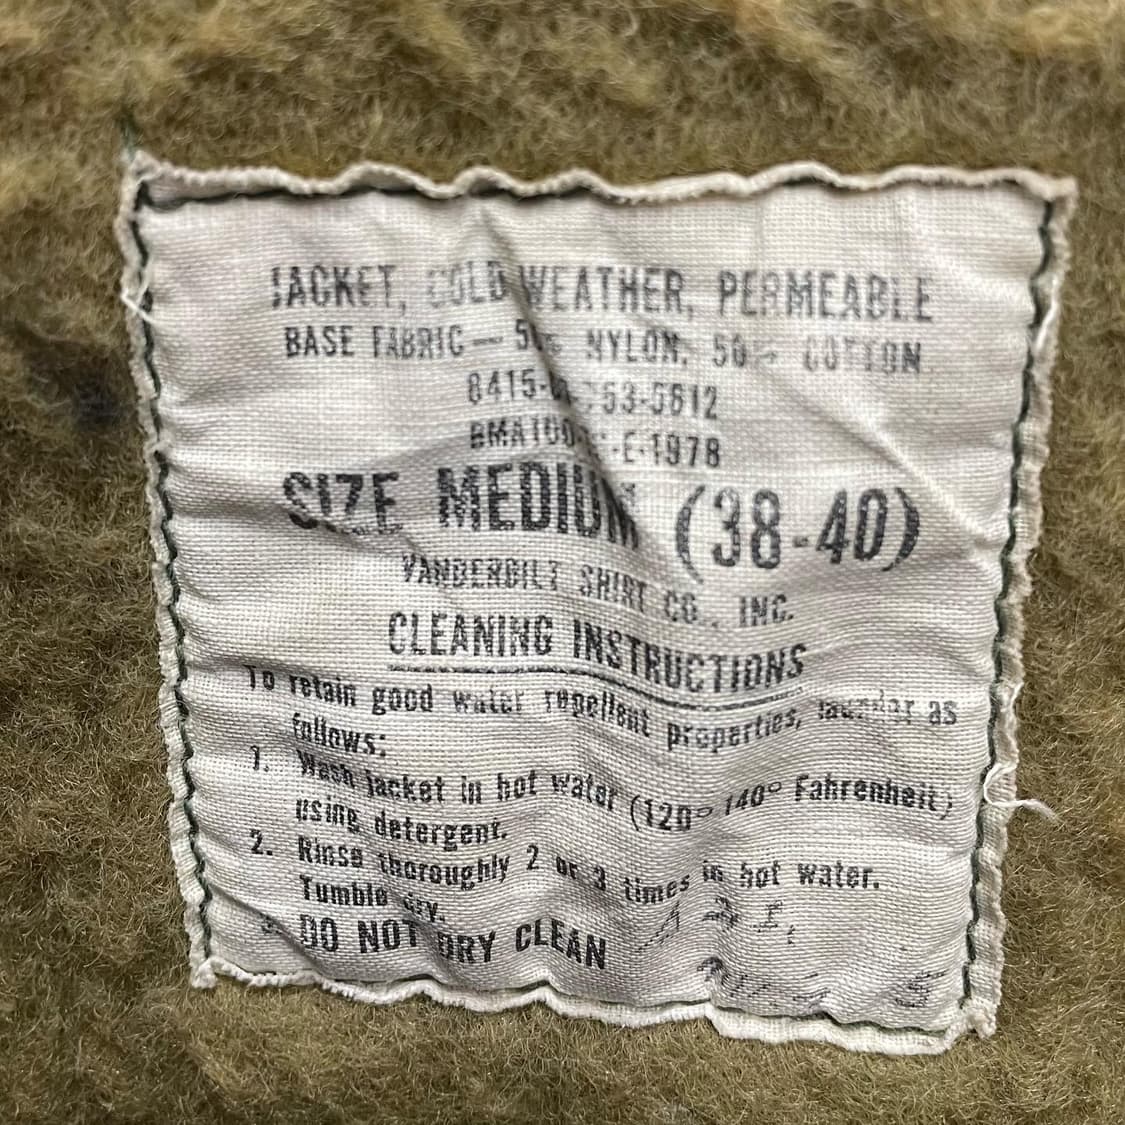 JACKET, COLD WEATHER, PERMEABLE
BASE FABRIC— 50% NYLON, 50% COTTON
SIZE MEDIUM (38-40)
VANDERBILT SHIRT CO., INC.
CLEANING INSTRUCTIONS
To retain good water repellent properties, launder as
follows:
1. Wash jacket in hot water (120° 140° Fahrenheit)
using detergent.
2. Rinse thoroughly 2 or 3 times in hot water.
Tumble dry.
3. DO NOT DRY CLEAN